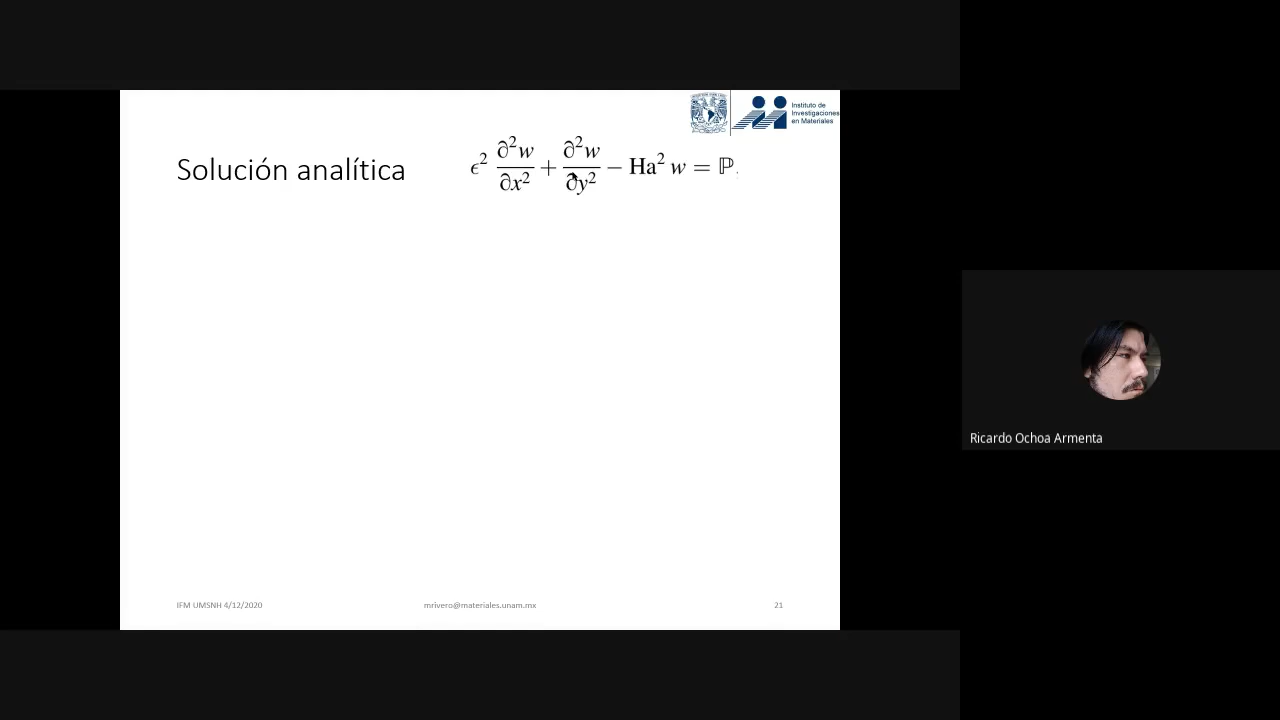 Instituto de
Investigaciones
en Materiales
Solución analítica
ϵ² ∂²w/∂x² + ∂²w/∂y² − Ha² w = ℙ
Ricardo Ochoa Armenta
IFM UMSNH 4/12/2020
mrivero@materiales.unam.mx
21